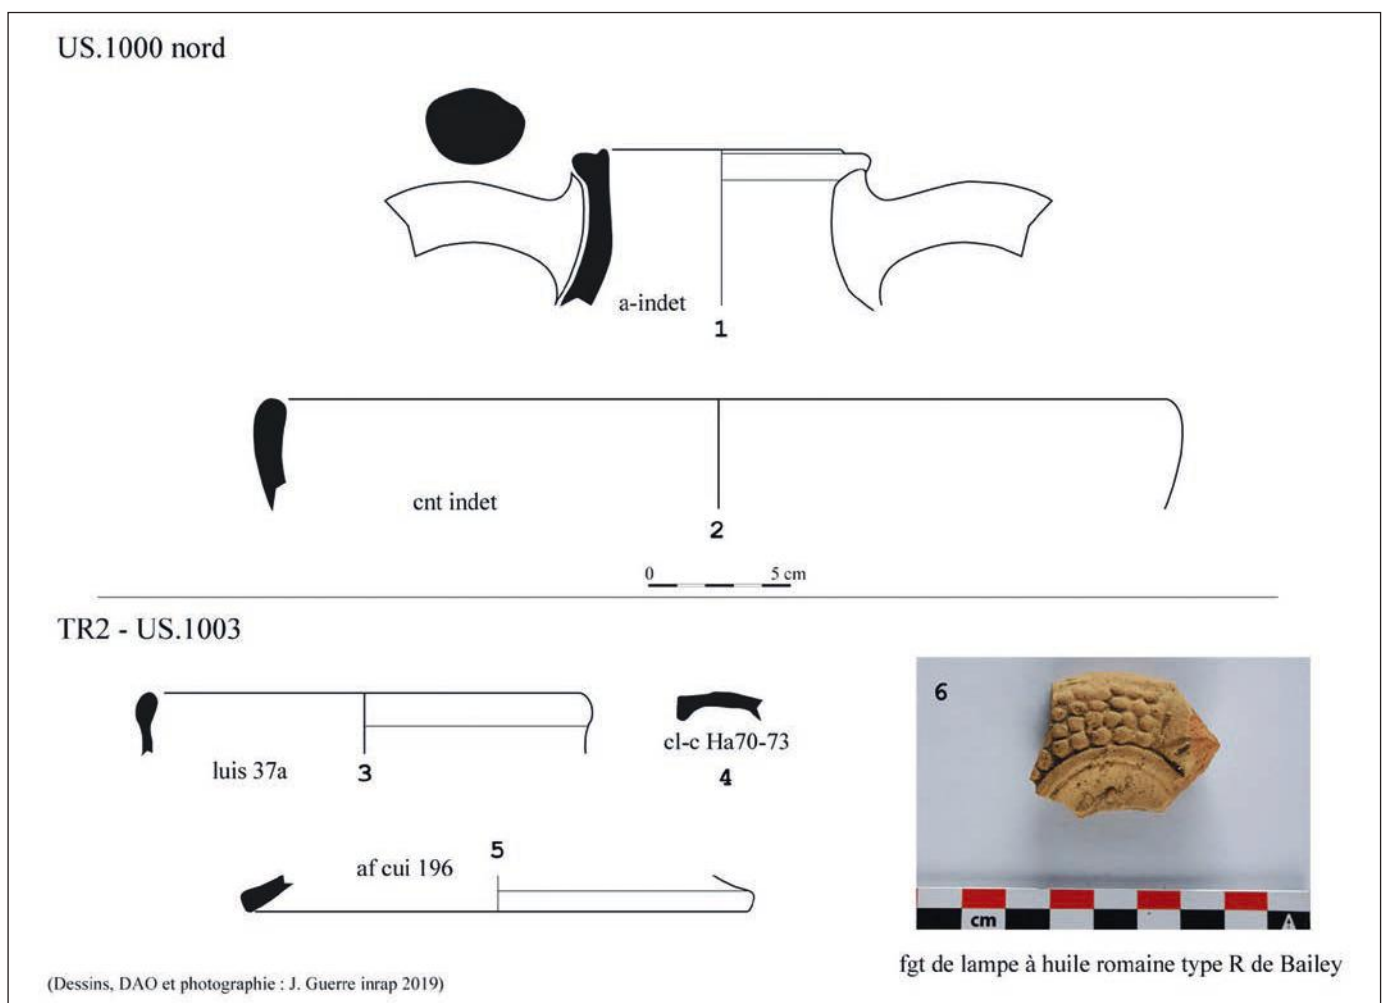 US.1000 nord
a-indet
1
cnt indet
2
0 5 cm
TR2 - US.1003
luis 37a
3
cl-c Ha70-73
4
af cui 196
5
6
cm
fgt de lampe à huile romaine type R de Bailey
(Dessins, DAO et photographie : J. Guerre inrap 2019)